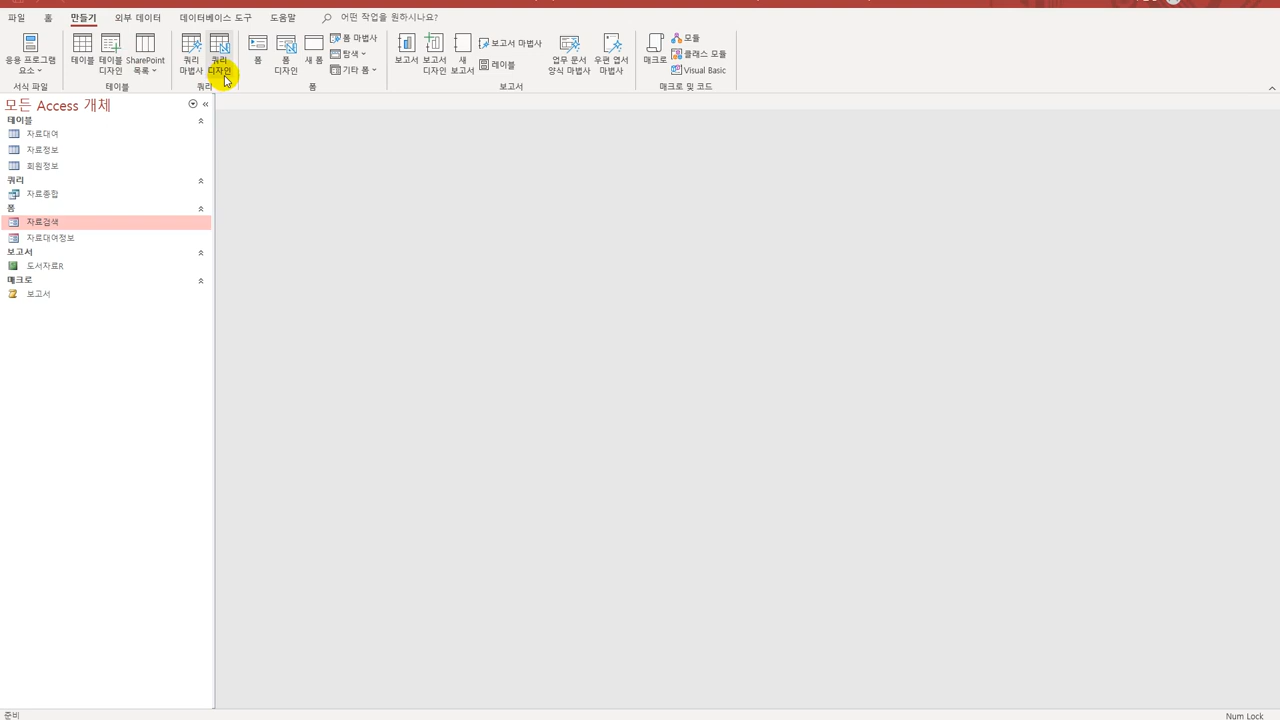 파일 홈 만들기 외부 데이터 데이터베이스 도구 도움말 어떤 작업을 원하시나요?
응용 프로그램 요소
서식 파일
테이블
테이블 디자인
SharePoint 목록
테이블
쿼리 마법사
쿼리 디자인
쿼리
폼
폼 디자인
새 폼
폼 마법사
탐색
기타 폼
폼
보고서
보고서 디자인
새 보고서
보고서 마법사
레이블
업무 문서 양식 마법사
우편 엽서 마법사
보고서
매크로
모듈
클래스 모듈
Visual Basic
매크로 및 코드
모든 Access 개체
테이블
자료대여
자료정보
회원정보
쿼리
자료종합
폼
자료검색
자료대여정보
보고서
도서자료R
매크로
보고서
준비
Num Lock